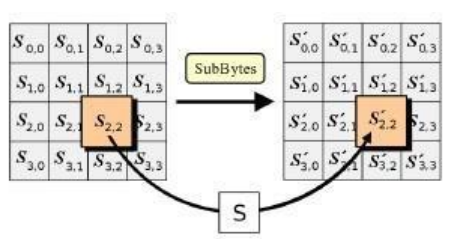 S0,0 S0,1 S0,2 S0,3 S′0,0 S′0,1 S′0,2 S′0,3
SubBytes
S1,0 S1,1 S1,2 S1,3 S′1,0 S′1,1 S′1,2 S′1,3
S2,0 S2,1 S2,2 S2,3 S′2,0 S′2,1 S′2,2 S2,3
S3,0 S3,1 S3,2 S3,3 S′3,0 S′3,2 S′3,3
S